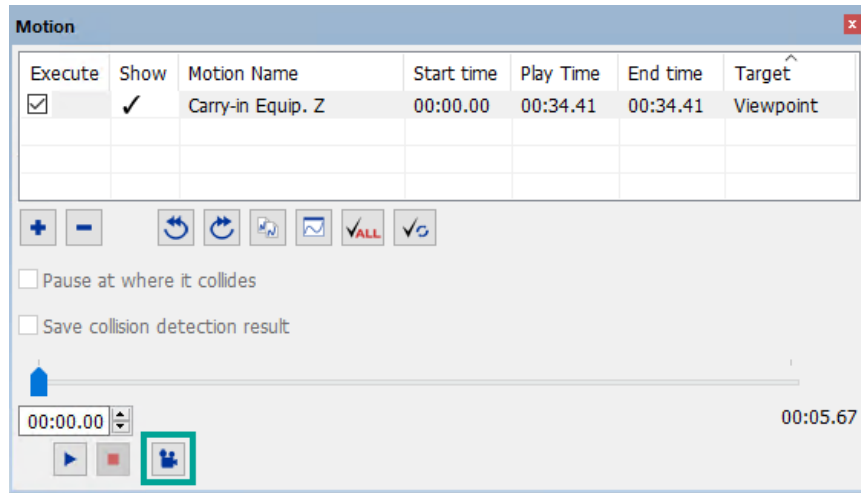 Motion
Execute Show Motion Name Start time Play Time End time Target
Carry-in Equip. Z 00:00.00 00:34.41 00:34.41 Viewpoint
ALL
Pause at where it collides
Save collision detection result
00:00.00 00:05.67